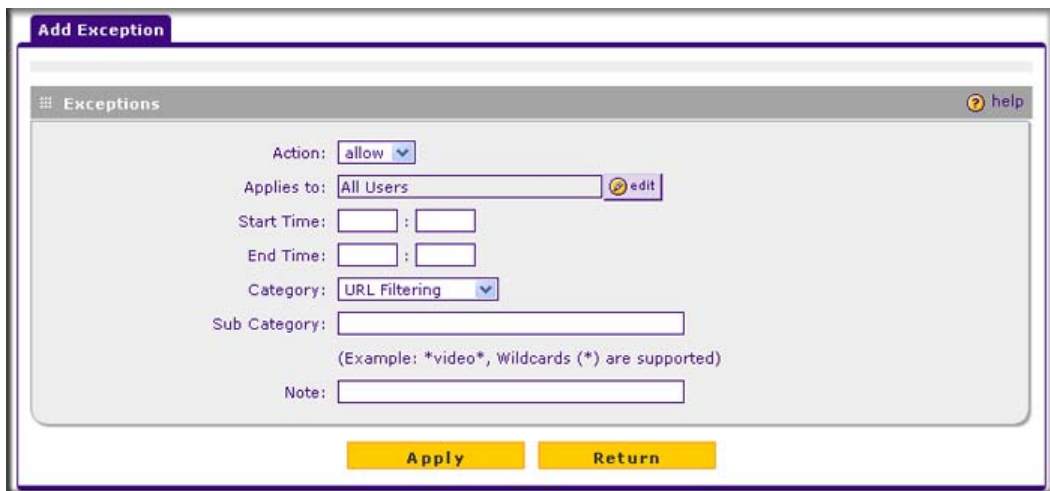 Add Exception
Exceptions
help
Action: allow
Applies to: All Users edit
Start Time: :
End Time: :
Category: URL Filtering
Sub Category:
(Example: *video*, Wildcards (*) are supported)
Note:
Apply Return